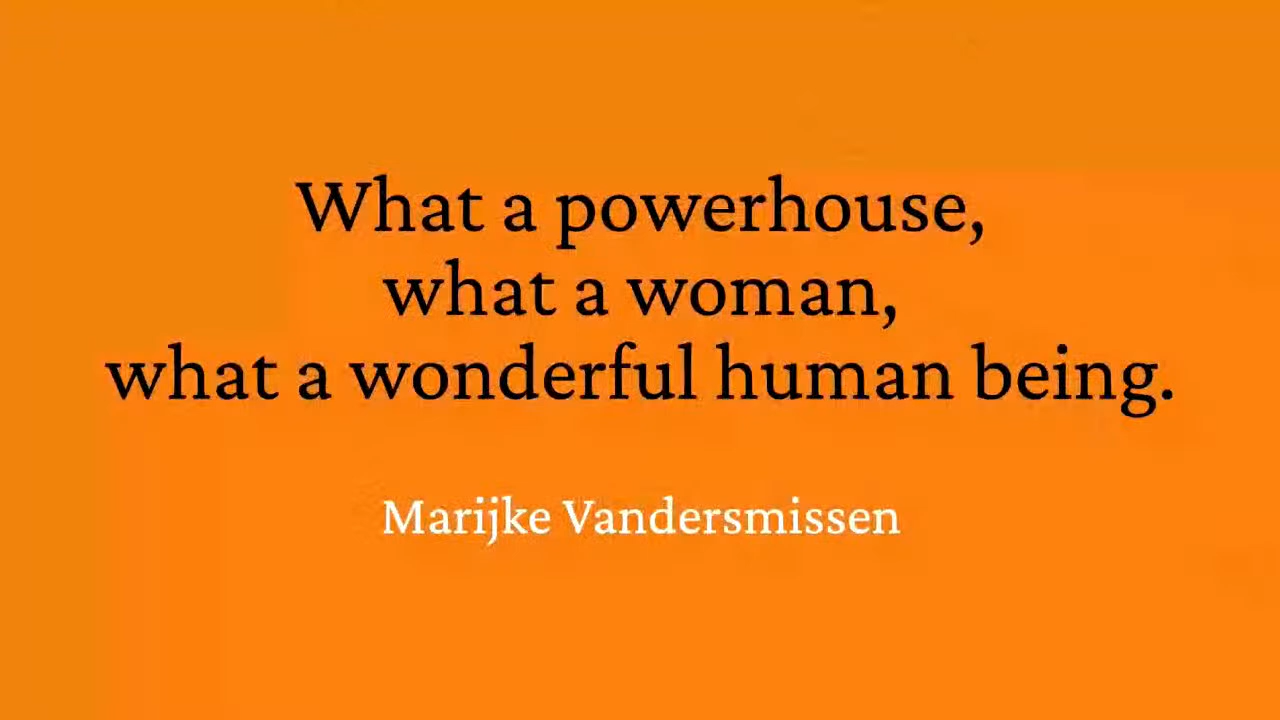 What a powerhouse,
what a woman,
what a wonderful human being.
Marijke Vandersmissen